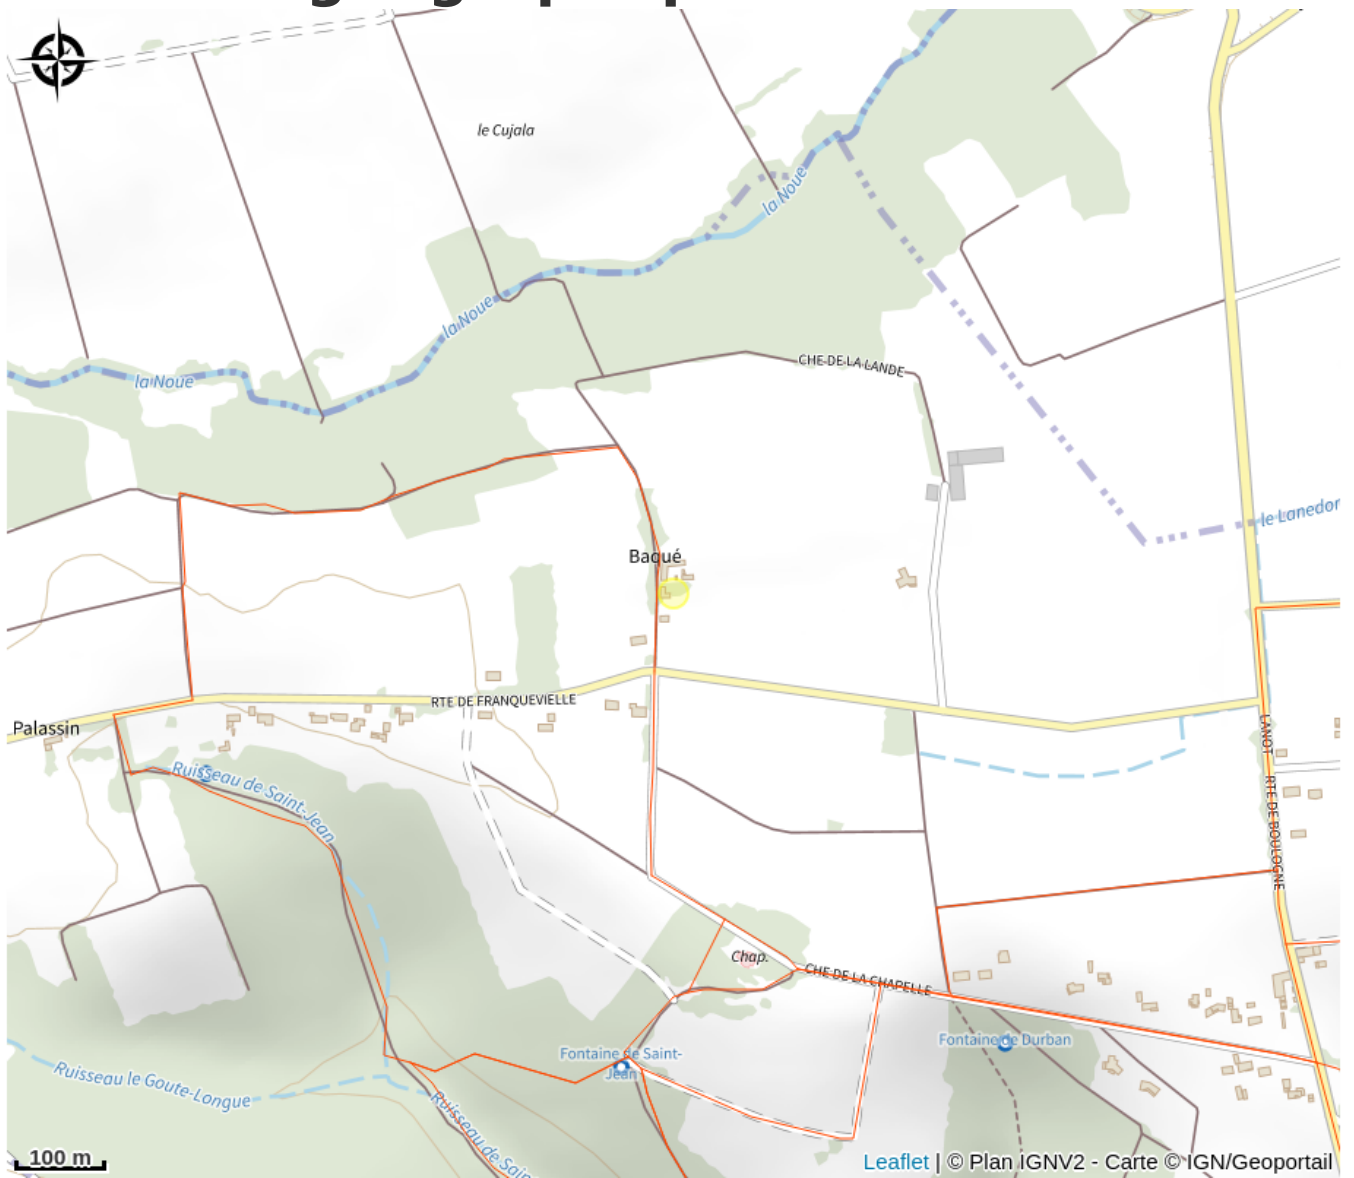 le Cujala
la Noue
la Noue
CHE DE LA LANDE
la Noue
le Lanedor
Baqué
RTE DE FRANQUEVIELLE
Palassin
LANOT
RTE DE BOULOGNE
Ruisseau de Saint-Jean
Chap.
CHE DE LA CHAPELLE
Fontaine de Durban
Fontaine de Saint-
Jean
Ruisseau le Goute-Longue
Ruisseau de Sain
100 m
Leaflet | © Plan IGNV2 - Carte © IGN/Geoportail